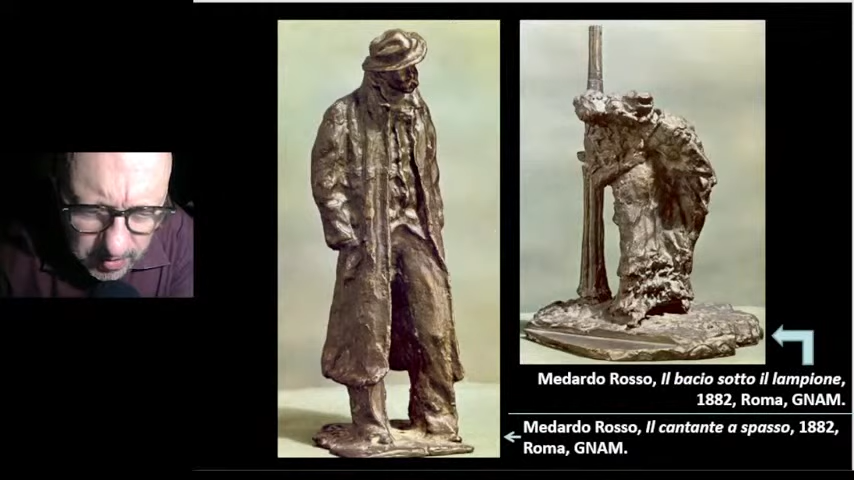 Medardo Rosso, Il bacio sotto il lampione,
1882, Roma, GNAM.
Medardo Rosso, Il cantante a spasso, 1882,
Roma, GNAM.